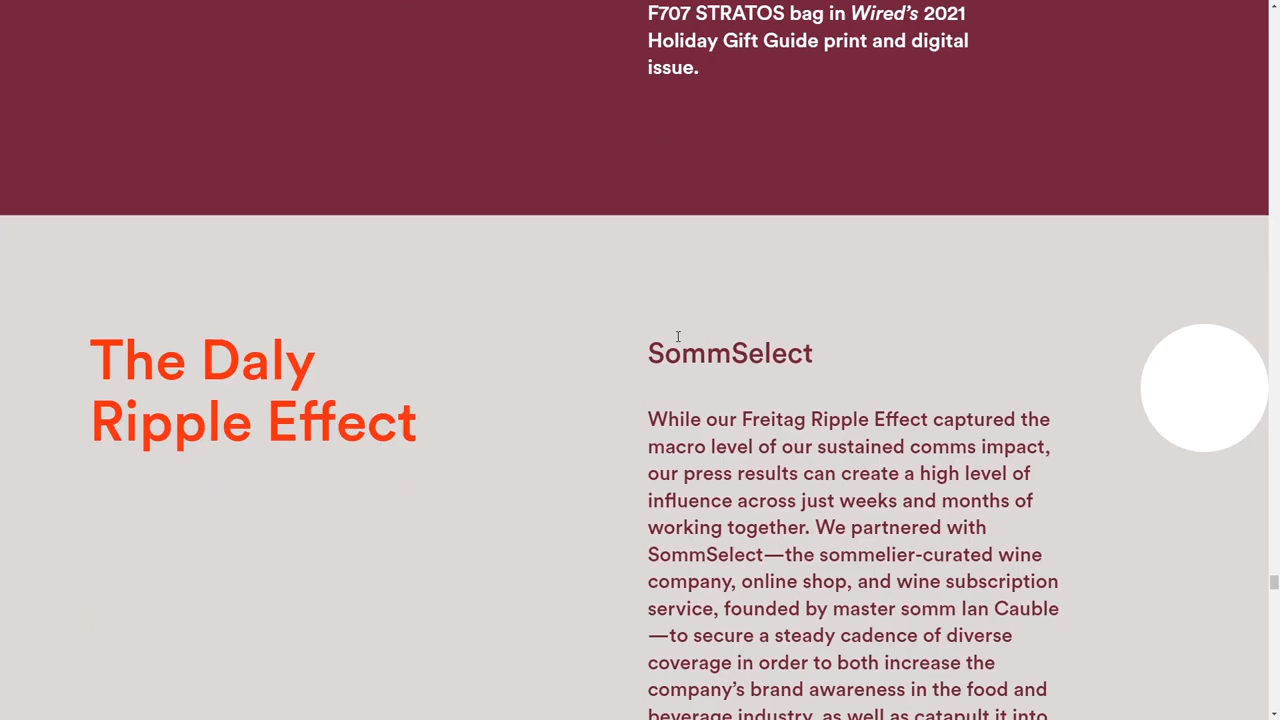 F707 STRATOS bag in Wired's 2021
Holiday Gift Guide print and digital
issue.
The Daly
Ripple Effect
SommSelect
While our Freitag Ripple Effect captured the
macro level of our sustained comms impact,
our press results can create a high level of
influence across just weeks and months of
working together. We partnered with
SommSelect—the sommelier-curated wine
company, online shop, and wine subscription
service, founded by master somm Ian Cauble
—to secure a steady cadence of diverse
coverage in order to both increase the
company's brand awareness in the food and
beverage industry, as well as catapult it into